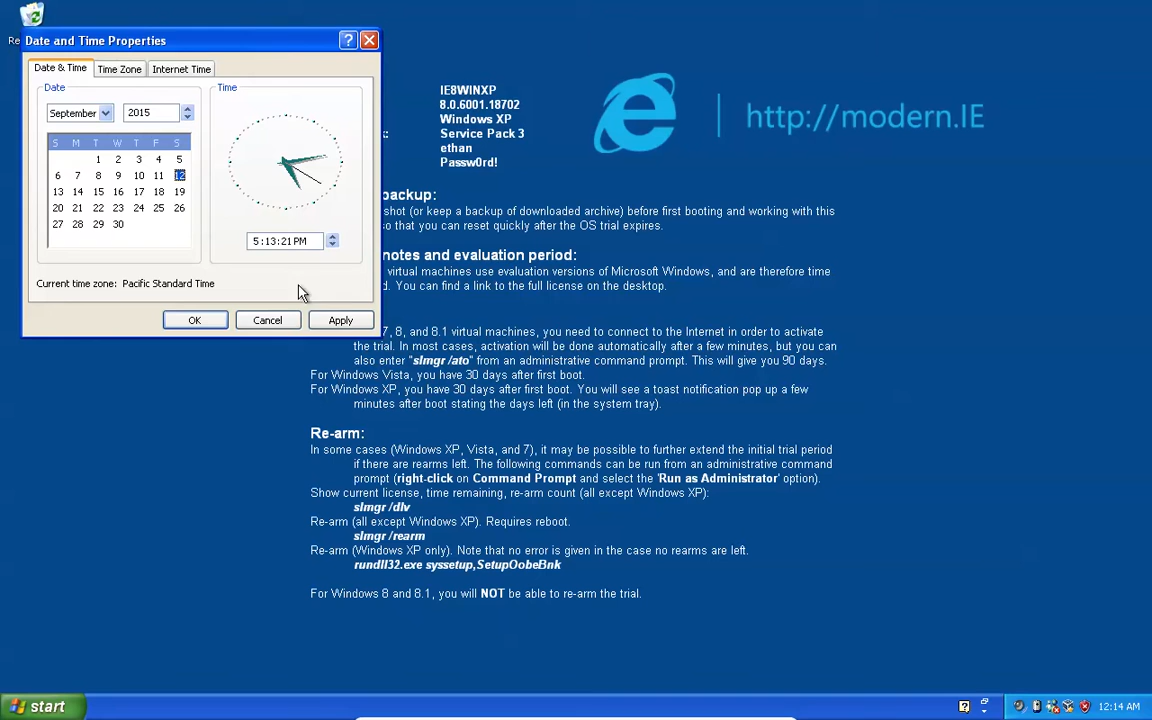 Re
Date and Time Properties
Date & Time
Time Zone
Internet Time
Date
September
2015
S M T W T F S
1 2 3 4 5
6 7 8 9 10 11 12
13 14 15 16 17 18 19
20 21 22 23 24 25 26
27 28 29 30
Time
5:13:21 PM
Current time zone: Pacific Standard Time
OK
Cancel
Apply
IE8WINXP
8.0.6001.18702
Windows XP
Service Pack 3
ethan
Passw0rd!
http://modern.IE
backup:
shot (or keep a backup of downloaded archive) before first booting and working with this
so that you can reset quickly after the OS trial expires.
notes and evaluation period:
virtual machines use evaluation versions of Microsoft Windows, and are therefore time
d. You can find a link to the full license on the desktop.
7, 8, and 8.1 virtual machines, you need to connect to the Internet in order to activate
the trial. In most cases, activation will be done automatically after a few minutes, but you can
also enter "slmgr /ato" from an administrative command prompt. This will give you 90 days.
For Windows Vista, you have 30 days after first boot.
For Windows XP, you have 30 days after first boot. You will see a toast notification pop up a few
minutes after boot stating the days left (in the system tray).
Re-arm:
In some cases (Windows XP, Vista, and 7), it may be possible to further extend the initial trial period
if there are rearms left. The following commands can be run from an administrative command
prompt (right-click on Command Prompt and select the 'Run as Administrator' option).
Show current license, time remaining, re-arm count (all except Windows XP):
slmgr /dlv
Re-arm (all except Windows XP). Requires reboot.
slmgr /rearm
Re-arm (Windows XP only). Note that no error is given in the case no rearms are left.
rundll32.exe syssetup,SetupOobeBnk
For Windows 8 and 8.1, you will NOT be able to re-arm the trial.
start
12:14 AM